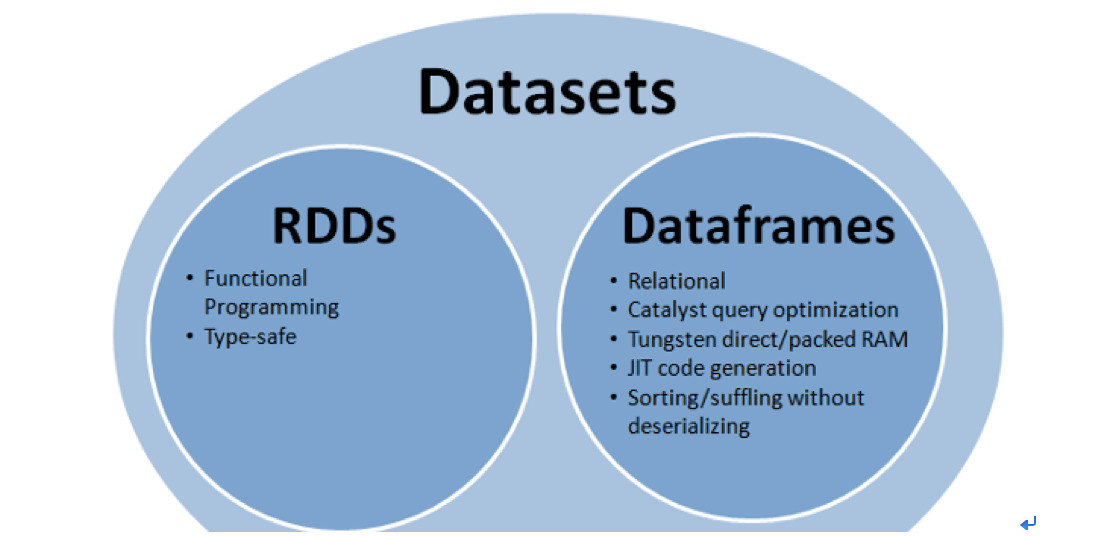 Datasets
RDDs
• Functional
Programming
• Type-safe
Dataframes
• Relational
• Catalyst query optimization
• Tungsten direct/packed RAM
• JIT code generation
• Sorting/suffling without
deserializing